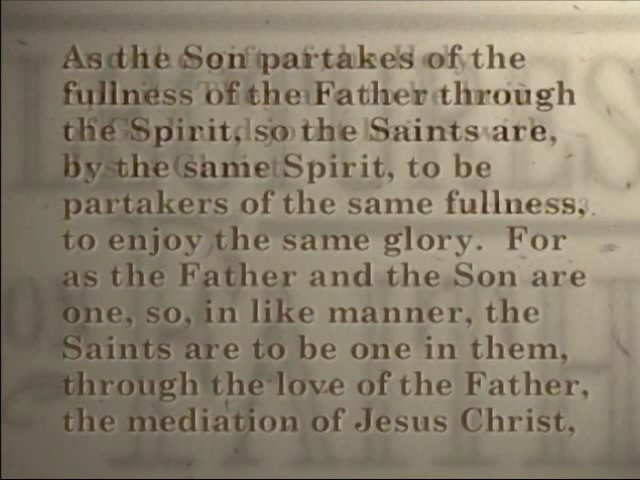 As the Son partakes of the
fullness of the Father through
the Spirit, so the Saints are,
by the same Spirit, to be
partakers of the same fullness,
to enjoy the same glory.  For
as the Father and the Son are
one, so, in like manner, the
Saints are to be one in them,
through the love of the Father,
the mediation of Jesus Christ,